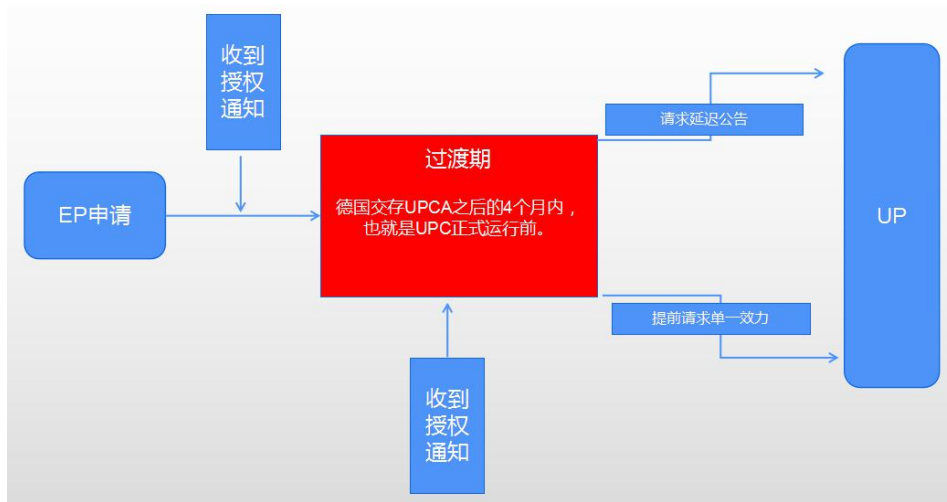 收到
授权
通知
EP申请
过渡期
德国交存UPCA之后的4个月内，
也就是UPC正式运行前。
请求延迟公告
UP
提前请求单一效力
收到
授权
通知